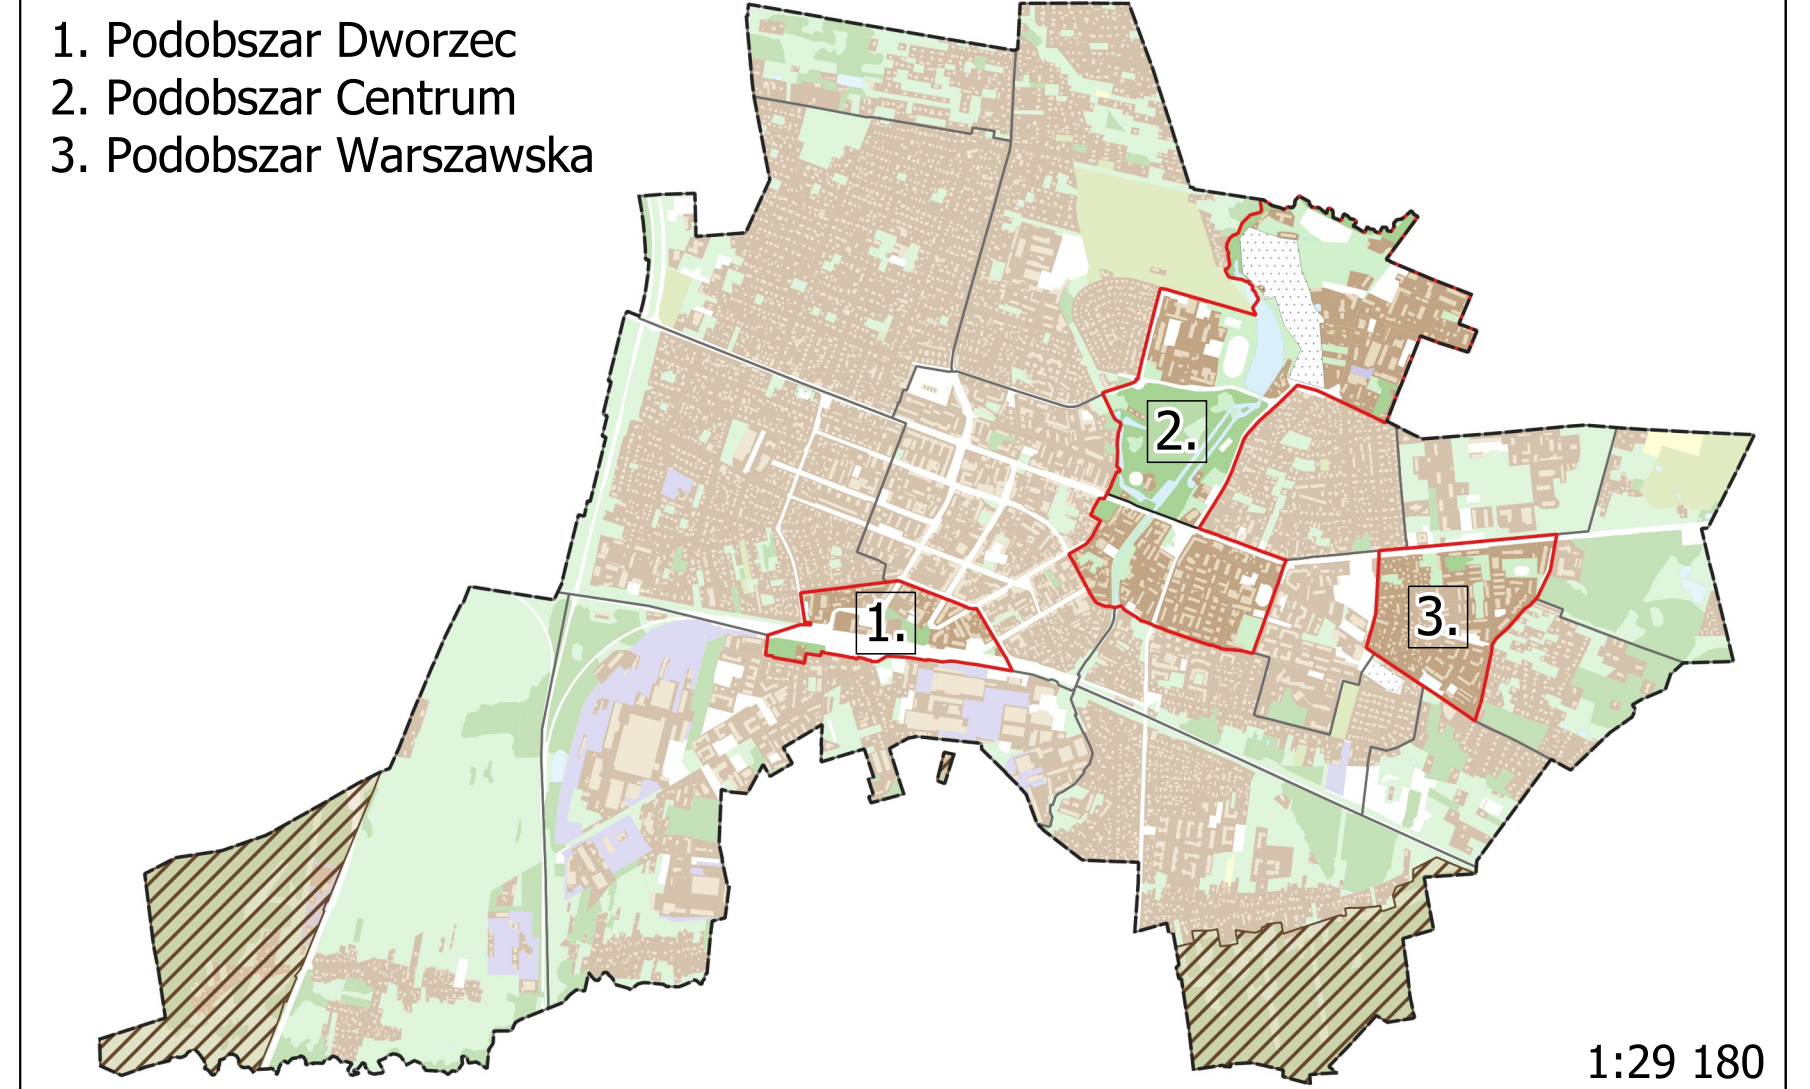 1. Podobszar Dworzec
2. Podobszar Centrum
3. Podobszar Warszawska
2.
1.
3.
1:29 180